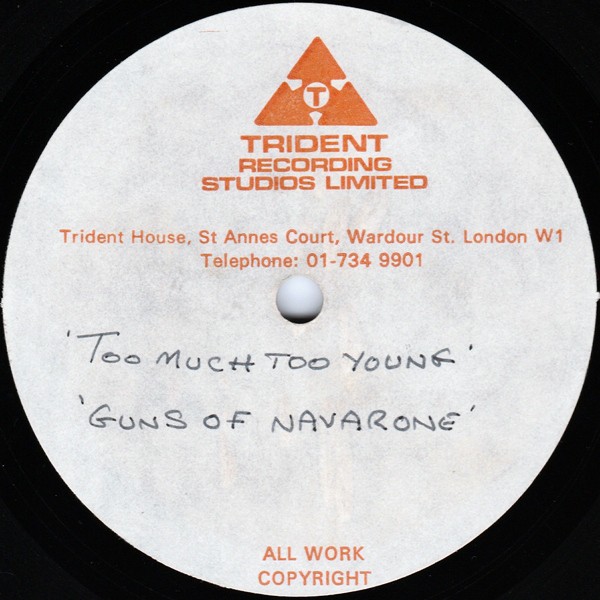 T
TRIDENT
RECORDING
STUDIOS LIMITED
Trident House, St Annes Court, Wardour St. London W1
Telephone: 01-734 9901
'TOO MUCH TOO YOUNG'
'GUNS OF NAVARONE'
ALL WORK
COPYRIGHT